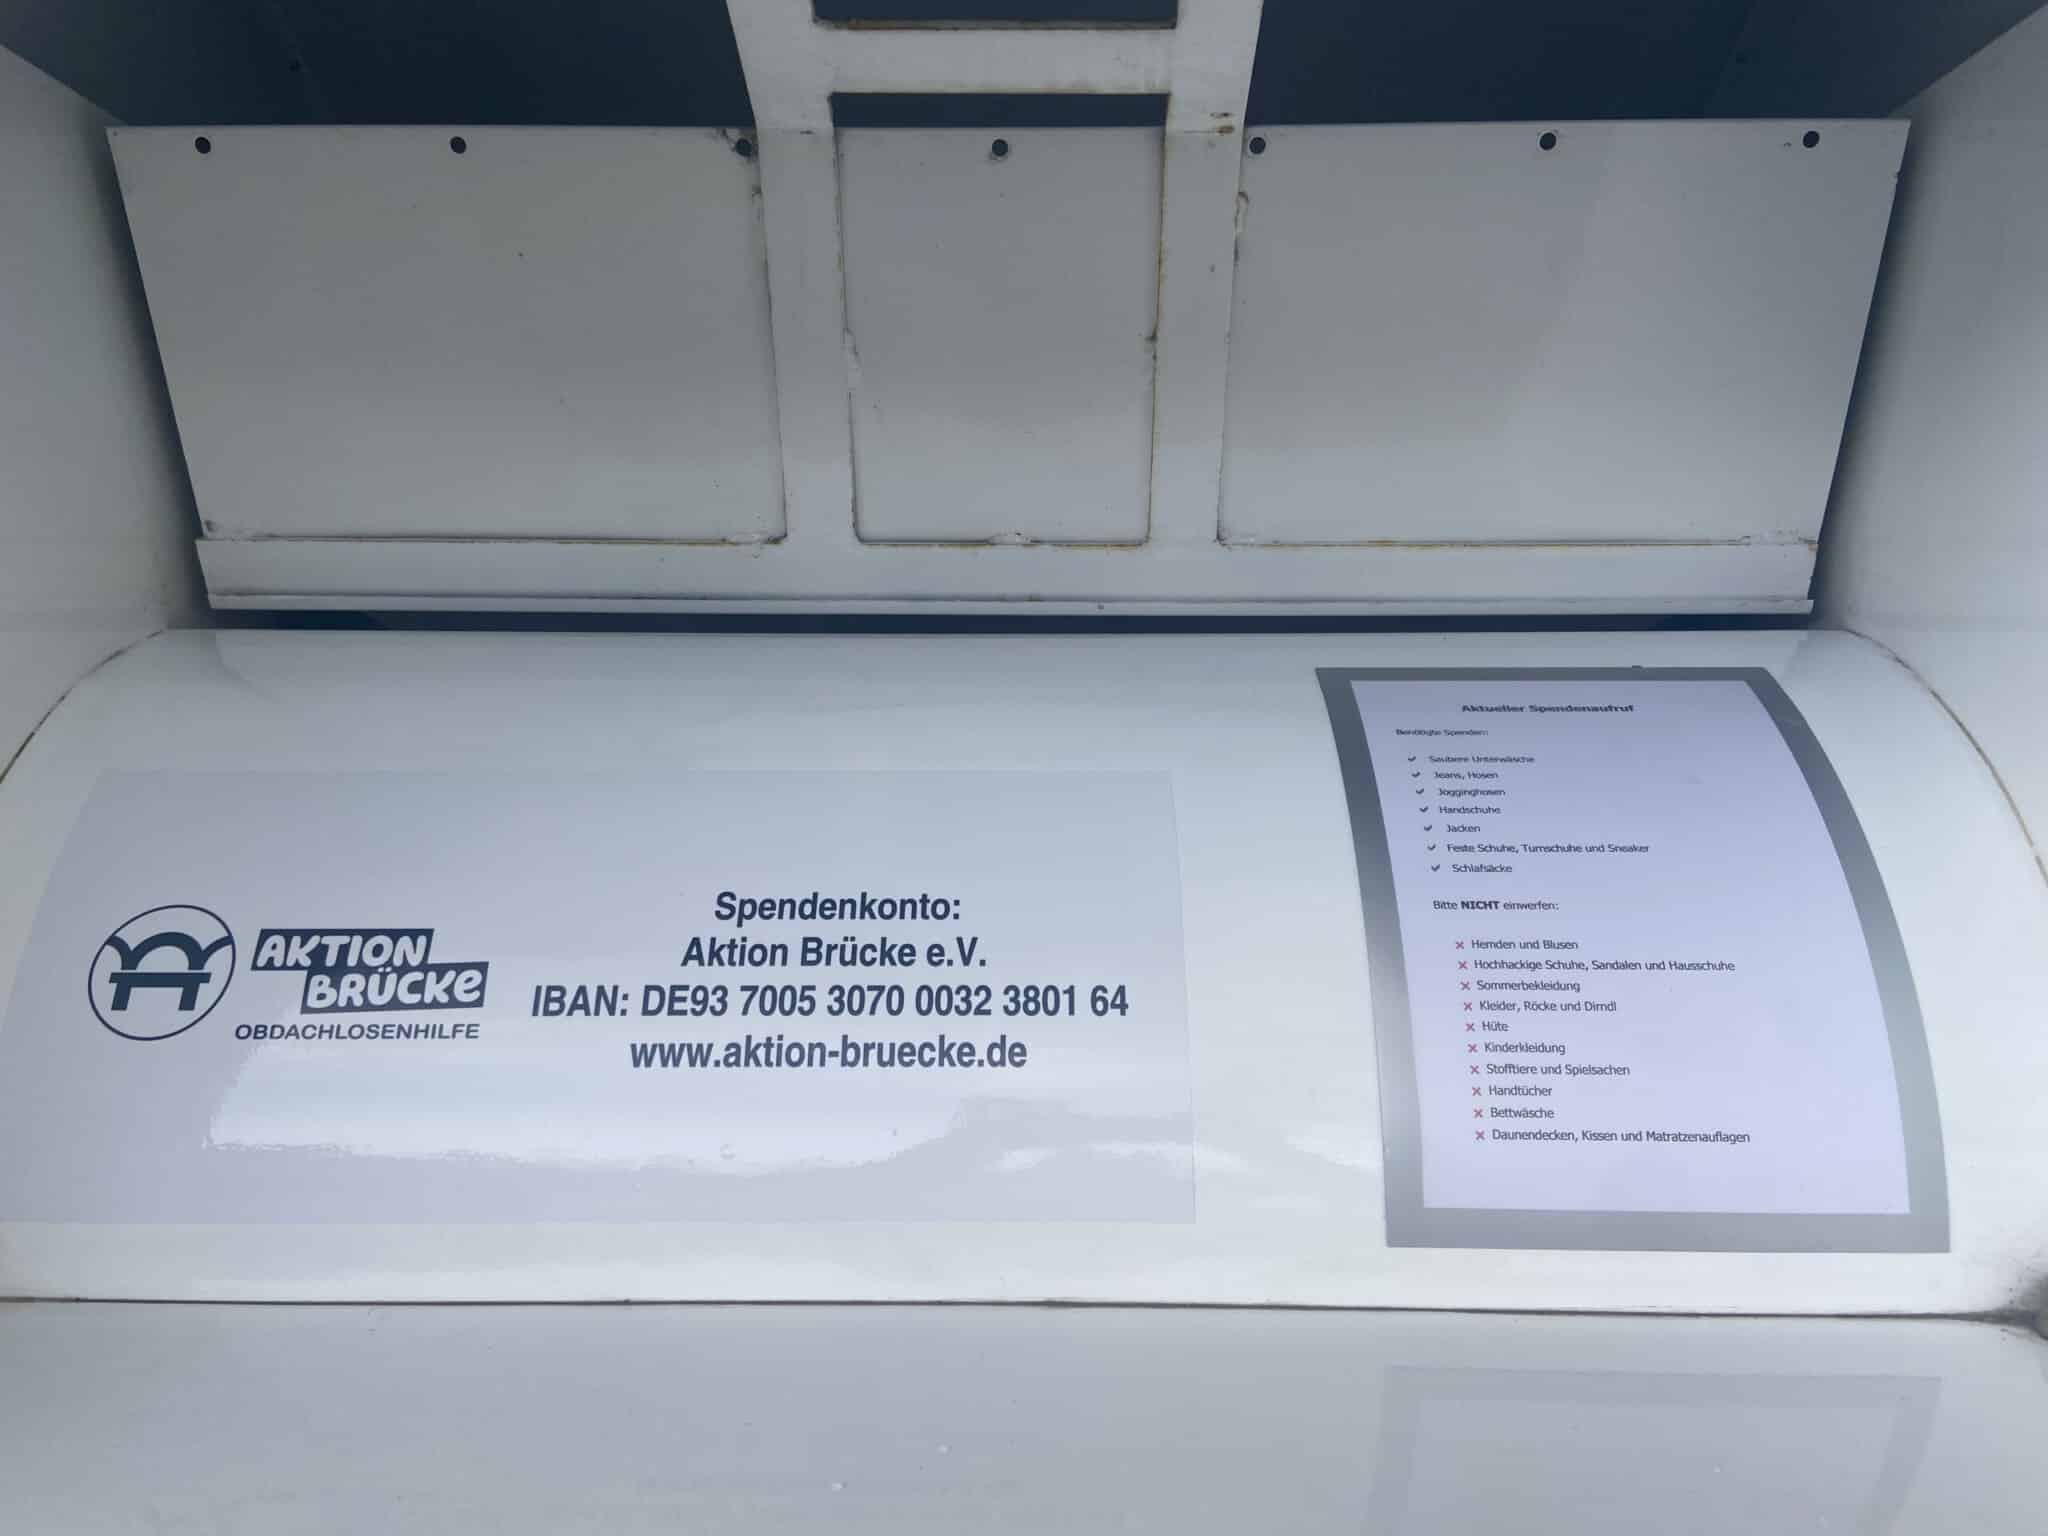 AKTION
BRÜCKE
OBDACHLOSENHILFE
Spendenkonto:
Aktion Brücke e.V.
IBAN: DE93 7005 3070 0032 3801 64
www.aktion-bruecke.de
Aktueller Spendenaufruf
Benötigte Spenden:
Saubere Unterwäsche
Jeans, Hosen
Jogginghosen
Handschuhe
Jacken
Feste Schuhe, Turnschuhe und Sneaker
Schlafsäcke
Bitte NICHT einwerfen:
Hemden und Blusen
Hochhackige Schuhe, Sandalen und Hausschuhe
Sommerbekleidung
Kleider, Röcke und Dirndl
Hüte
Kinderkleidung
Stofftiere und Spielsachen
Handtücher
Bettwäsche
Daunendecken, Kissen und Matratzenauflagen